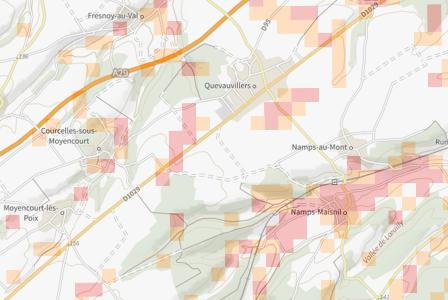 Fresnoy-au-Val
D95
D1029
A29
Quevauvillers
Courcelles-sous-
Moyencourt
Namps-au-Mont
D1029
Moyencourt-lès-
Poix
Namps-Maisnil
Vallée de l'Œuilly